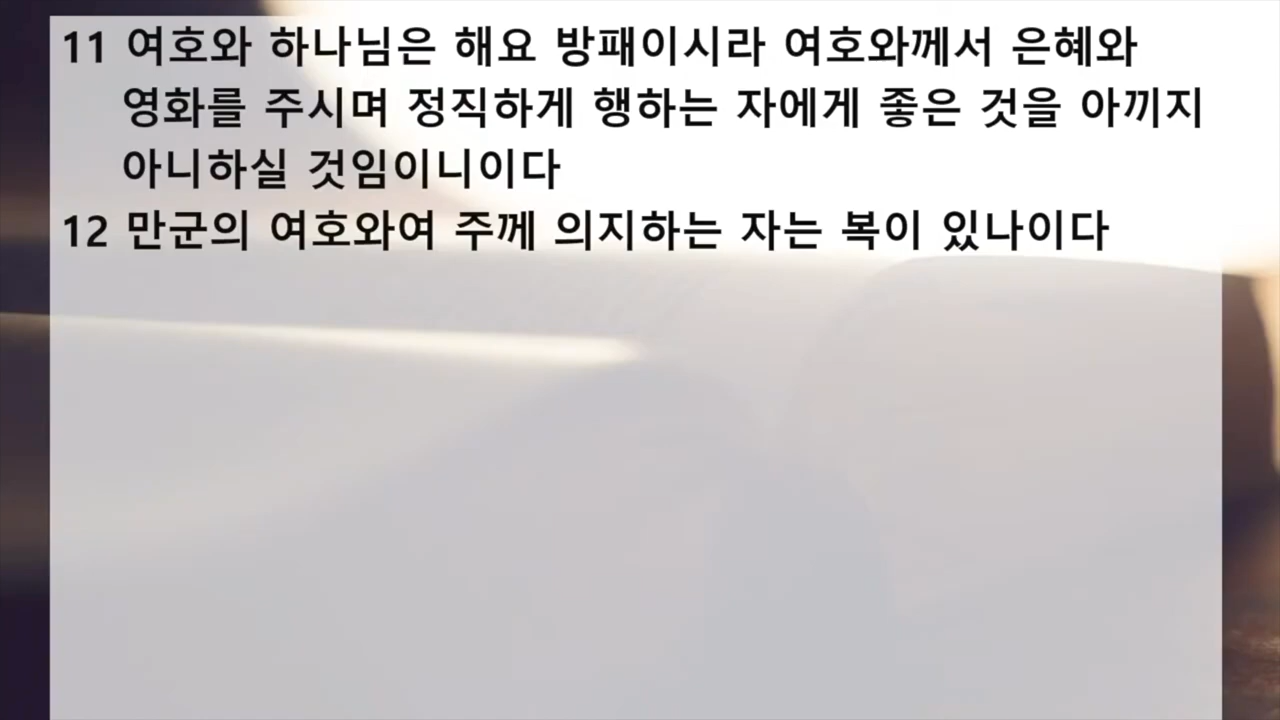 11 여호와 하나님은 해요 방패이시라 여호와께서 은혜와
영화를 주시며 정직하게 행하는 자에게 좋은 것을 아끼지
아니하실 것임이니이다
12 만군의 여호와여 주께 의지하는 자는 복이 있나이다